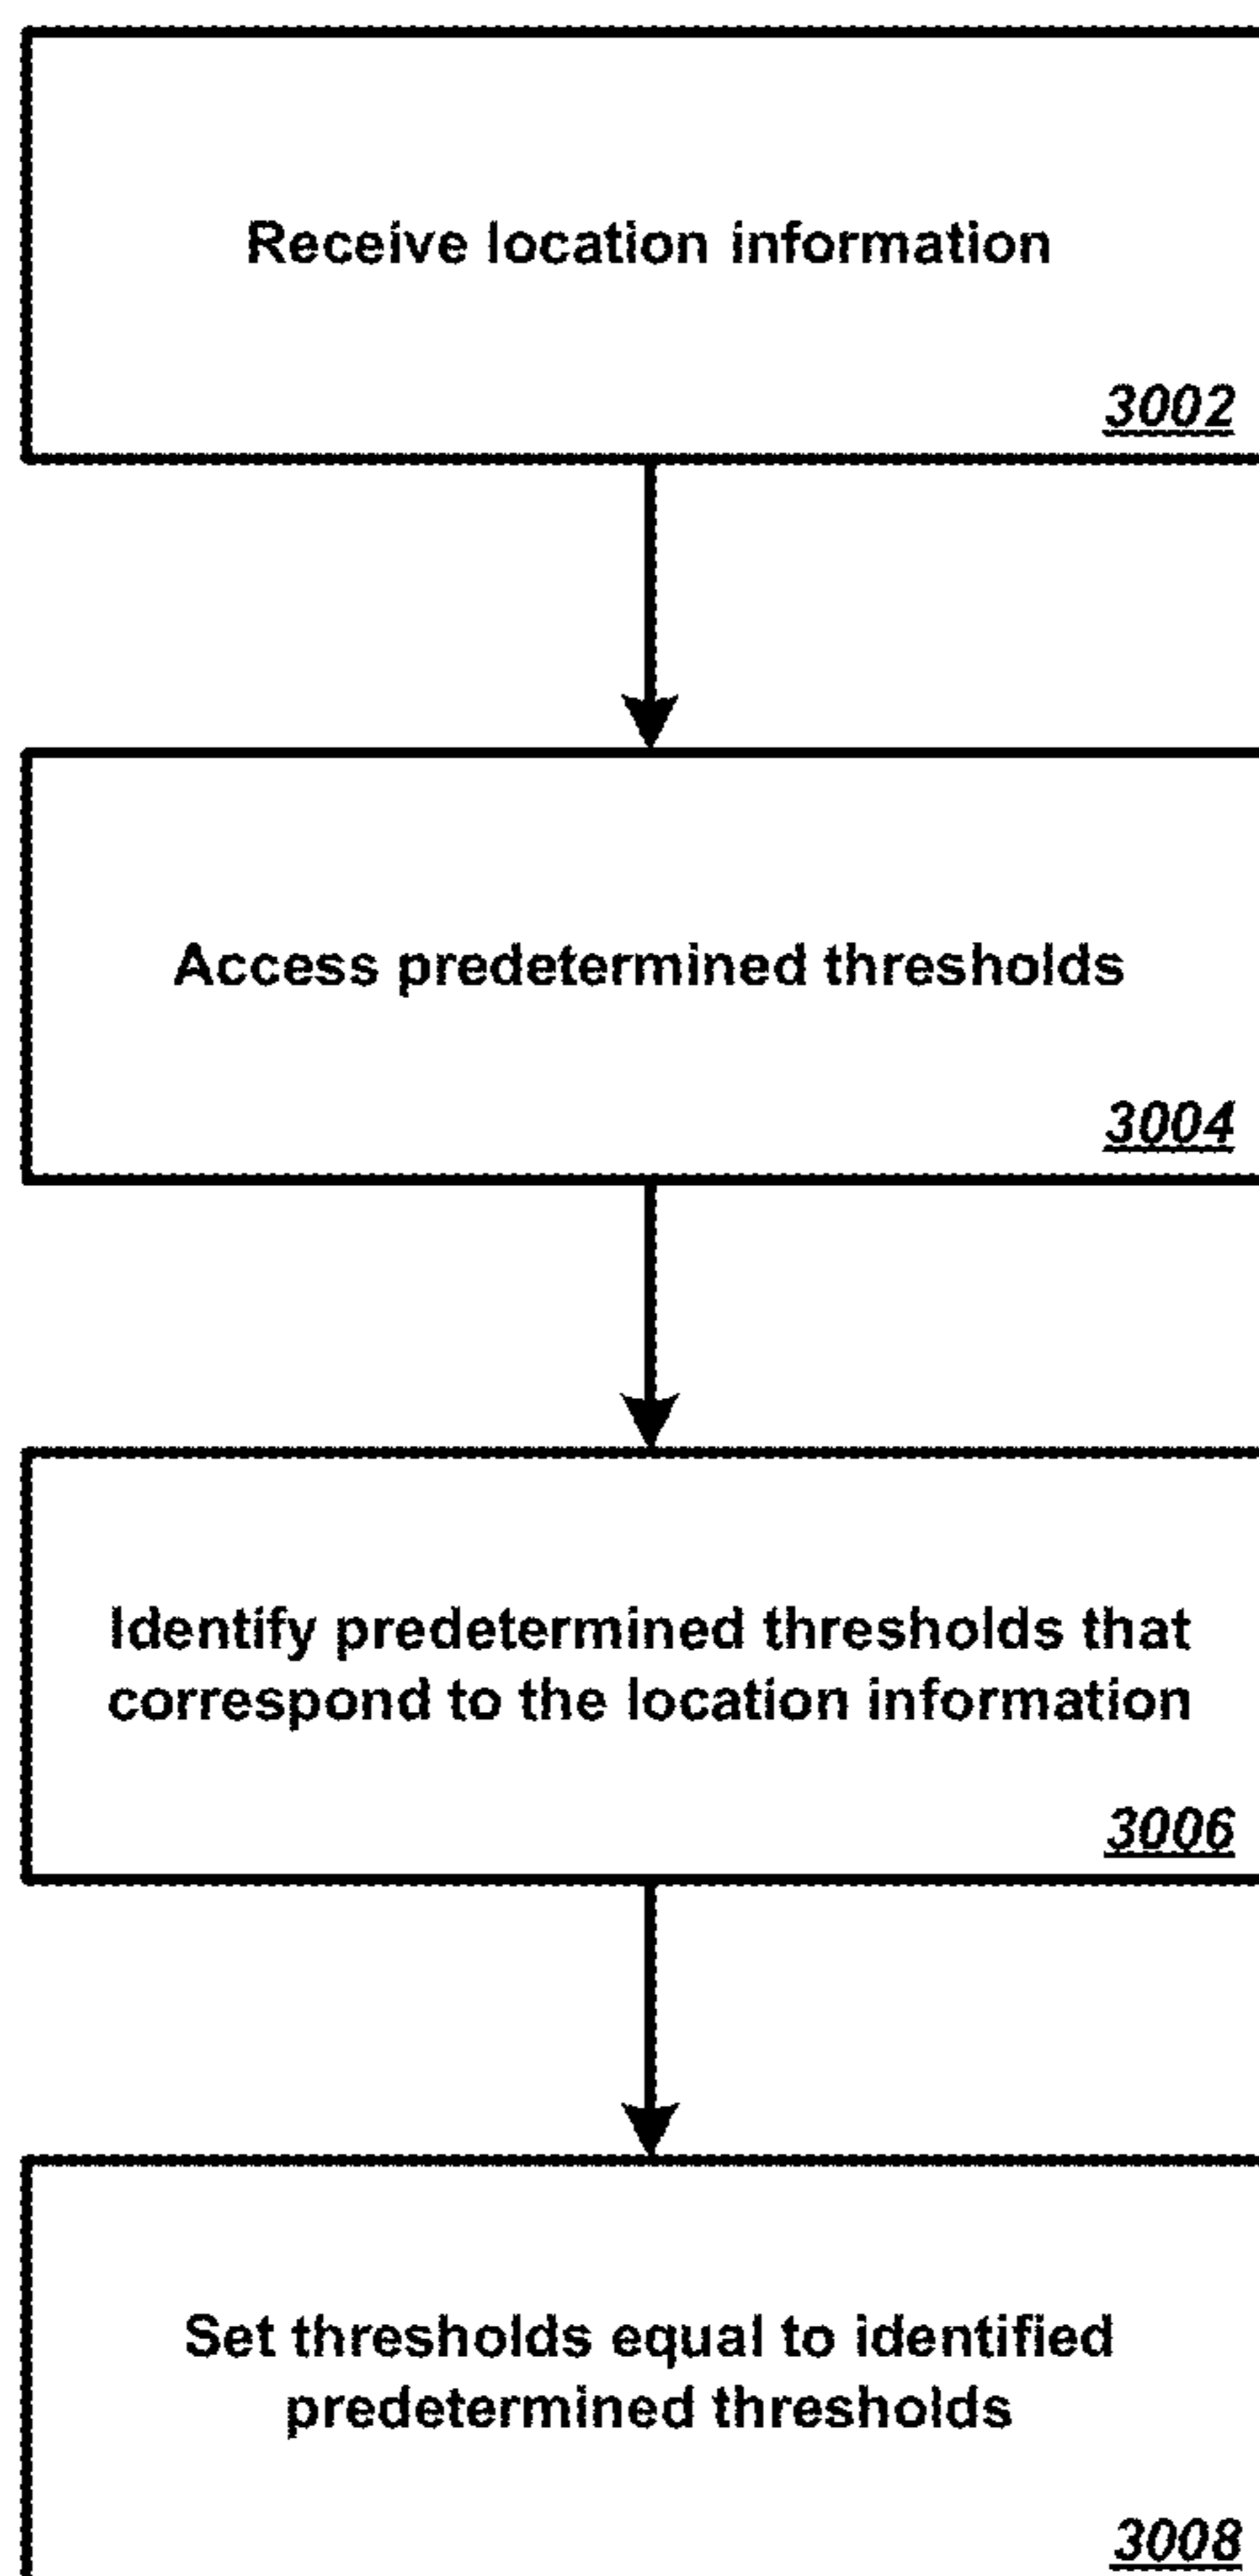 Receive location information
3002
Access predetermined thresholds
3004
Identify predetermined thresholds that
correspond to the location information
3006
Set thresholds equal to identified
predetermined thresholds
3008